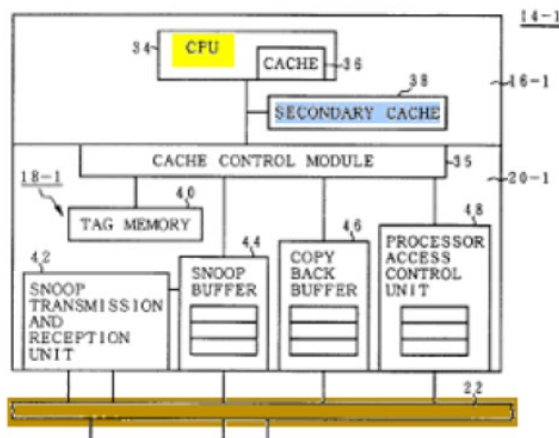 14-1
34
CPU
CACHE
36
38
16-1
SECONDARY CACHE
CACHE CONTROL MODULE
35
20-1
18-1
40
TAG MEMORY
48
46
44
42
PROCESSOR
ACCESS
CONTROL
UNIT
COPY
BACK
BUFFER
SNOOP
BUFFER
SNOOP
TRANSMISSION
AND
RECEPTION
UNIT
22